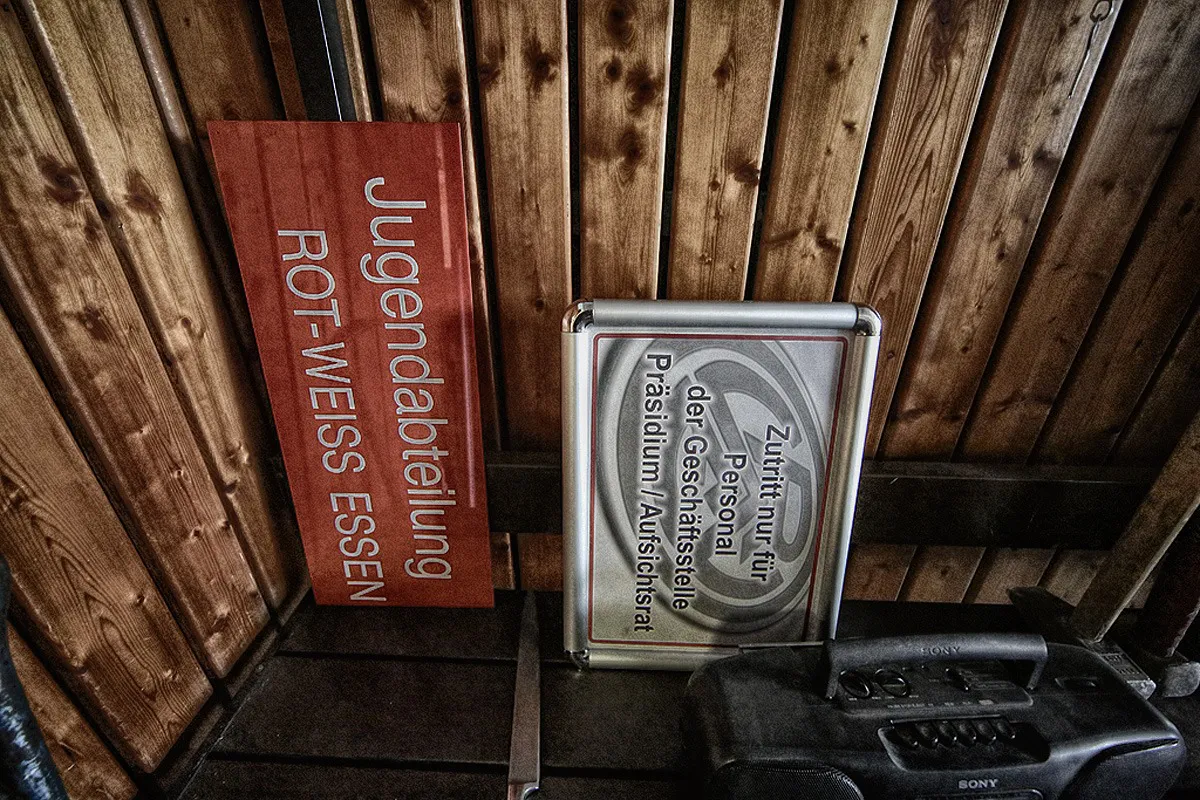 Jugendabteilung
ROT-WEISS ESSEN
Zutritt nur für
Personal
der Geschäftsstelle
Präsidium / Aufsichtsrat
SONY
SONY